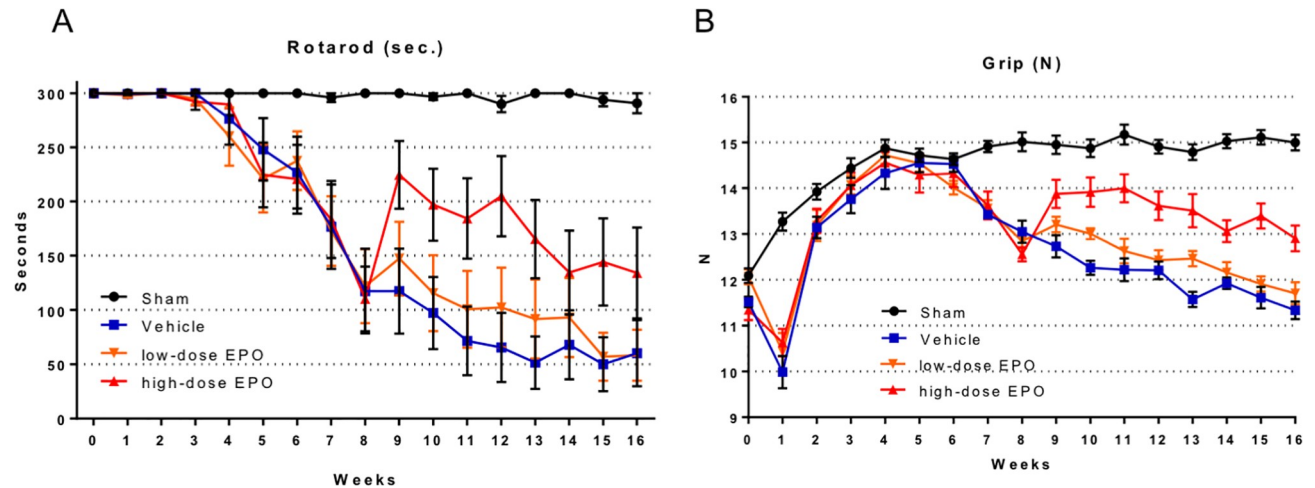 A
Rotarod (sec.)
Seconds
300
250
200
150
100
50
0
Sham
Vehicle
low-dose EPO
high-dose EPO
0 1 2 3 4 5 6 7 8 9 10 11 12 13 14 15 16
Weeks
B
Grip (N)
N
16
15
14
13
12
11
10
9
Sham
Vehicle
low-dose EPO
high-dose EPO
0 1 2 3 4 5 6 7 8 9 10 11 12 13 14 15 16
Weeks